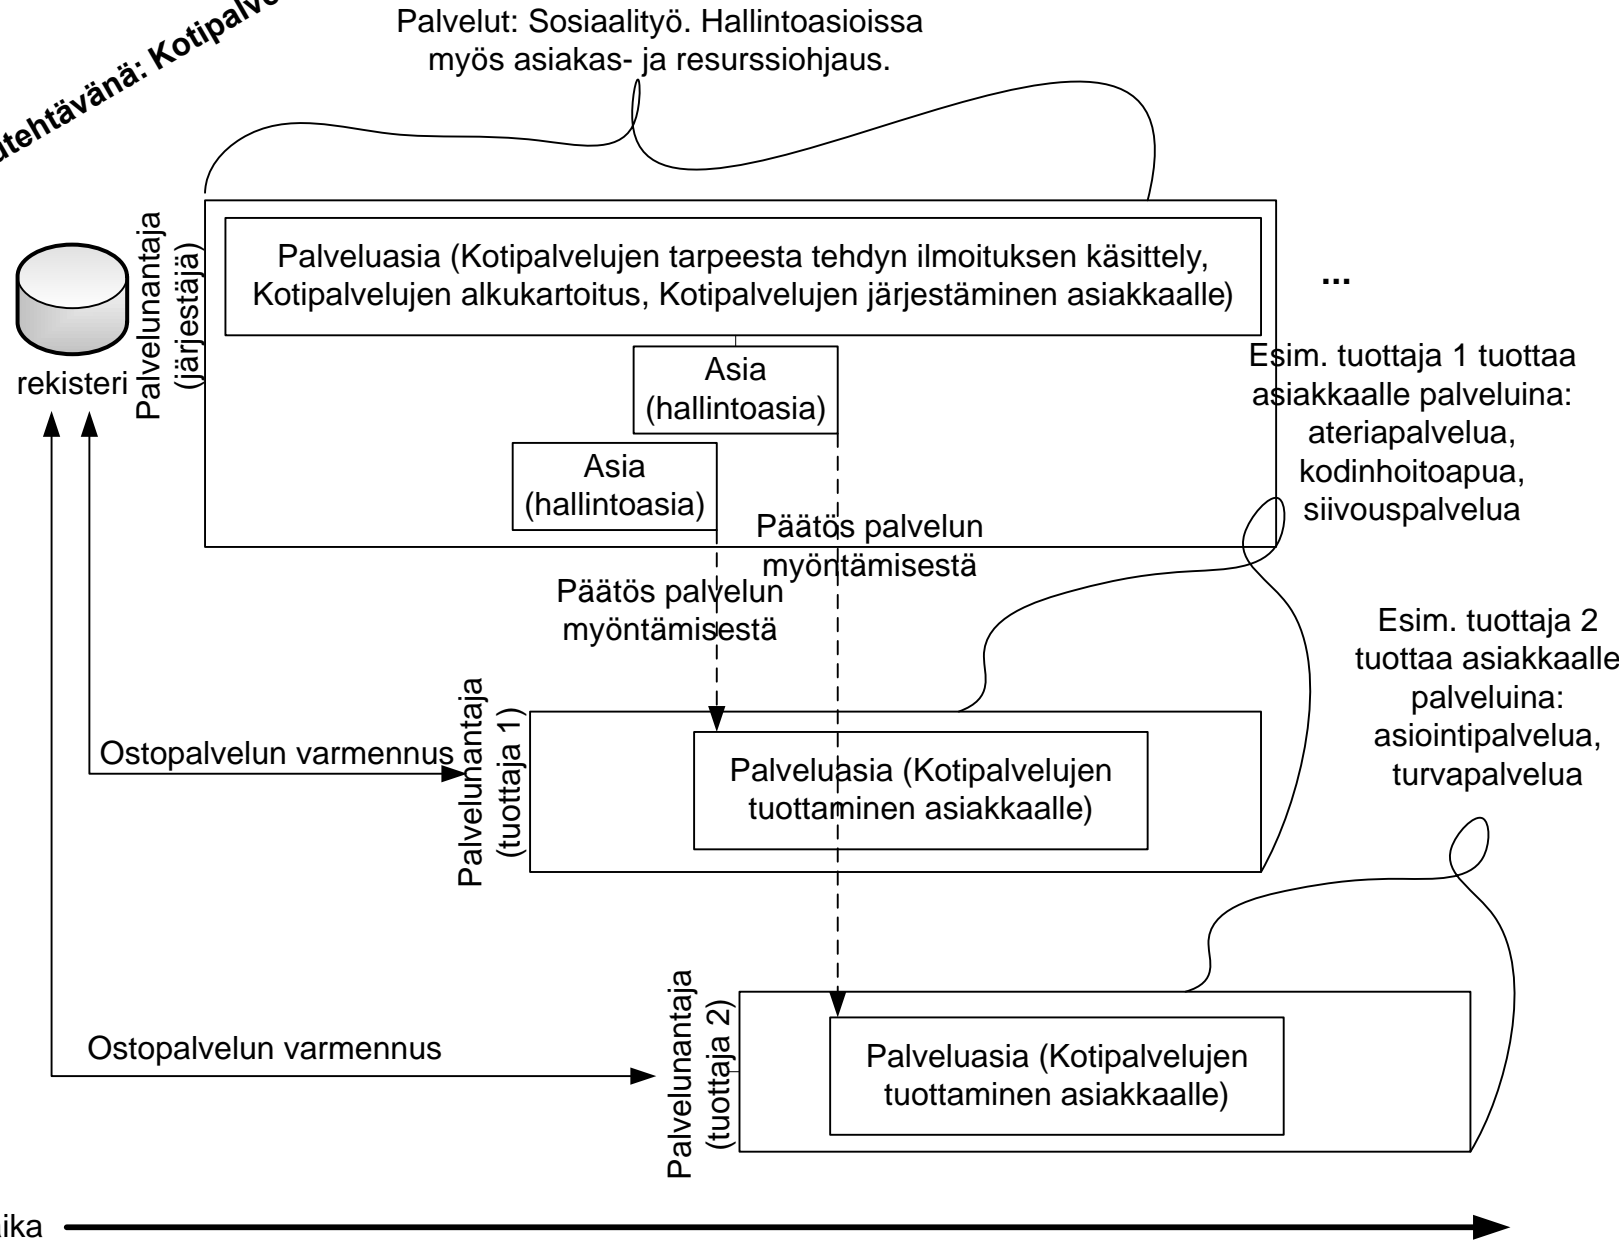 Palvelut: Sosiaalityö. Hallintoasioissa
myös asiakas- ja resurssiohjaus.
Palvelunantaja
(järjestäjä)
rekisteri
Palveluasia (Kotipalvelujen tarpeesta tehdyn ilmoituksen käsittely,
Kotipalvelujen alkukartoitus, Kotipalvelujen järjestäminen asiakkaalle)
...
Asia
(hallintoasia)
Asia
(hallintoasia)
Esim. tuottaja 1 tuottaa
asiakkaalle palveluina:
ateriapalvelua,
kodinhoitoapua,
siivouspalvelua
Päätös palvelun
myöntämisestä
Päätös palvelun
myöntämisestä
Esim. tuottaja 2
tuottaa asiakkaalle
palveluina:
asiointipalvelua,
turvapalvelua
Ostopalvelun varmennus
Palvelunantaja
(tuottaja 1)
Palveluasia (Kotipalvelujen
tuottaminen asiakkaalle)
Ostopalvelun varmennus
Palvelunantaja
(tuottaja 2)
Palveluasia (Kotipalvelujen
tuottaminen asiakkaalle)